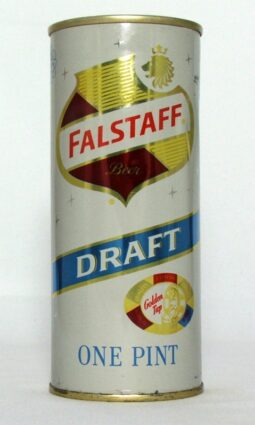 FALSTAFF
Beer
DRAFT
Golden
Tap
ONE PINT